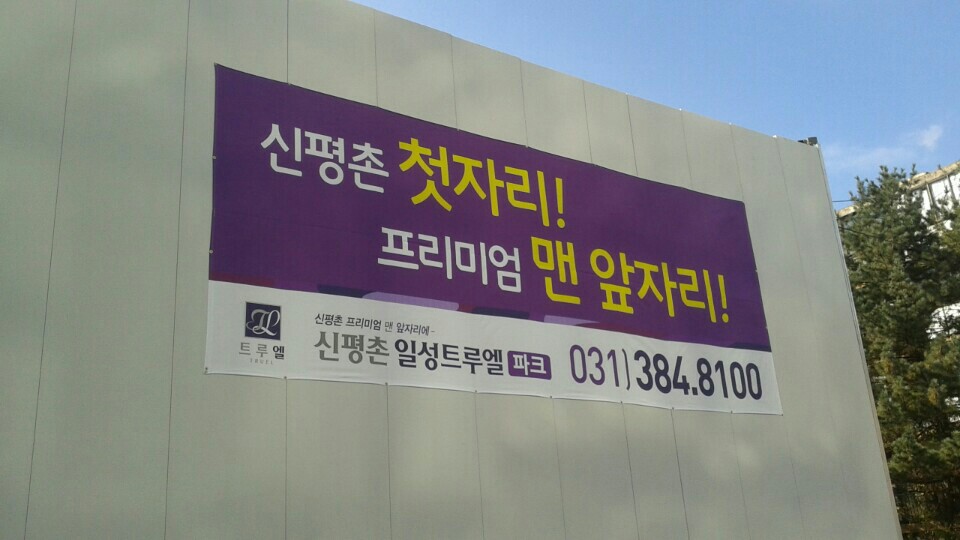 신평촌 첫자리!
프리미엄 맨 앞자리!
트루엘
신평촌 프리미엄 맨 앞자리에-
신평촌 일성트루엘 파크 031)384.8100